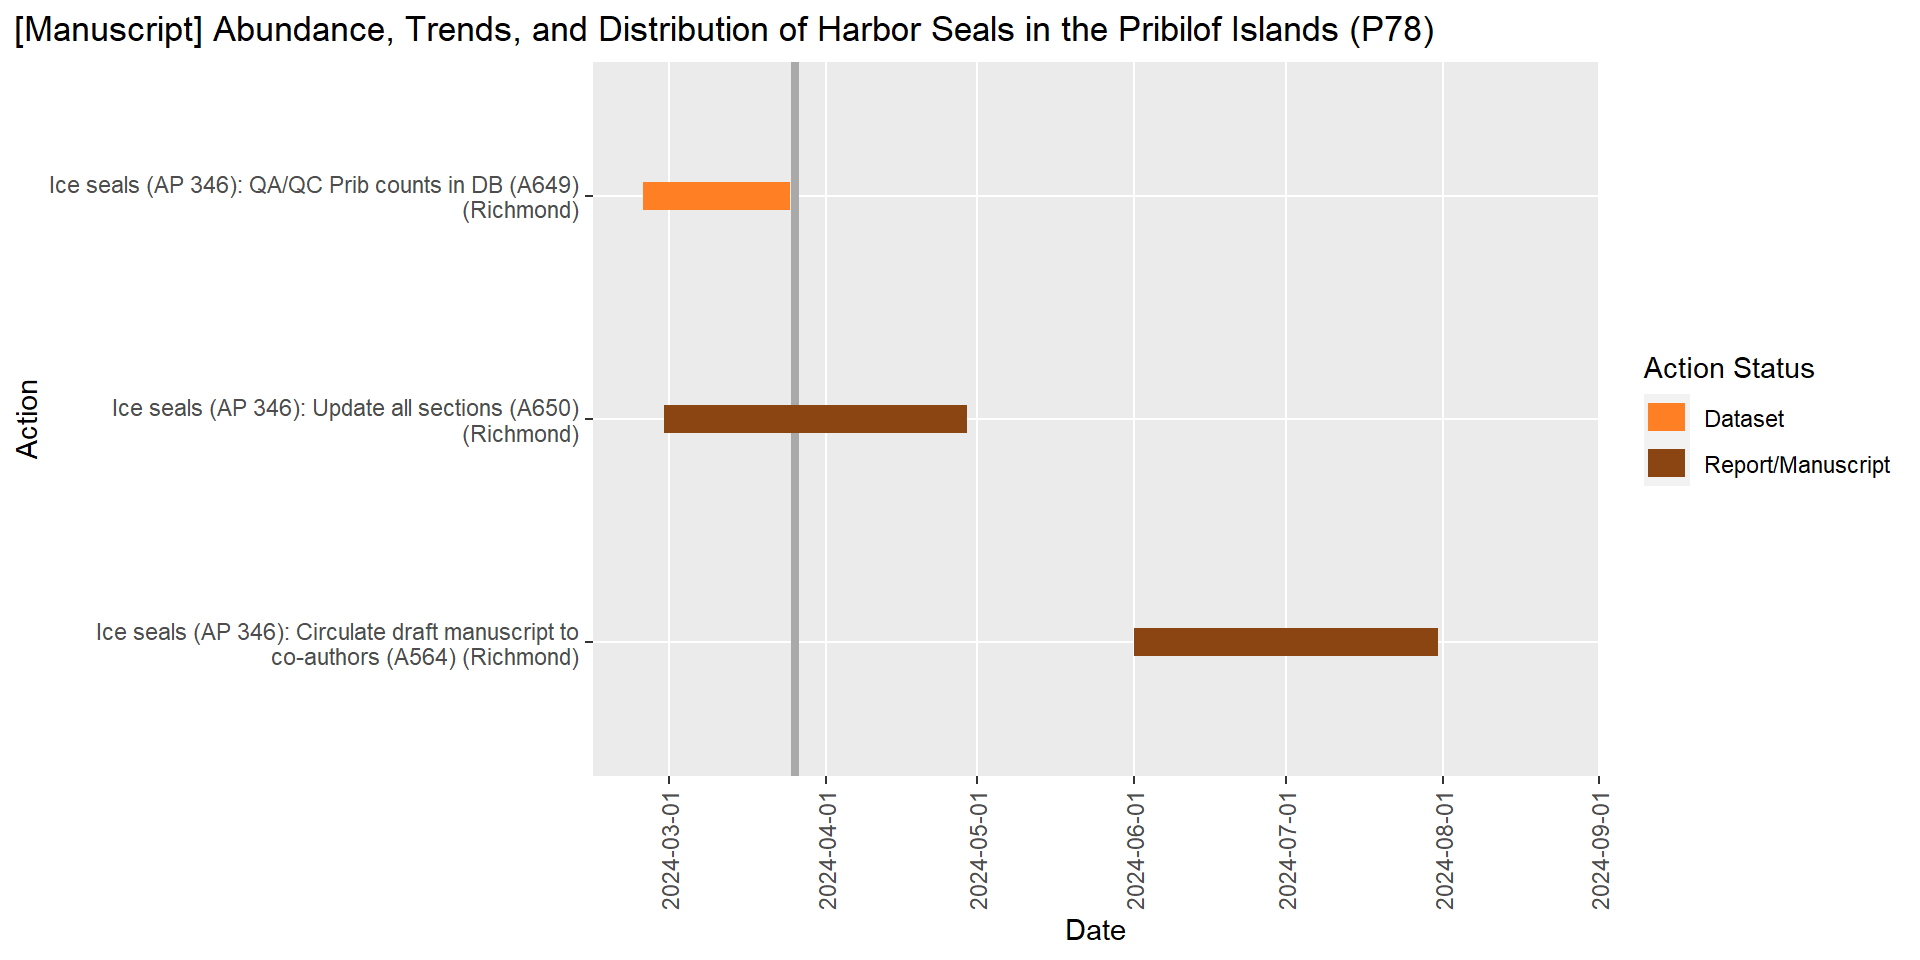 [Manuscript] Abundance, Trends, and Distribution of Harbor Seals in the Pribilof Islands (P78)
Ice seals (AP 346): QA/QC Prib counts in DB (A649)
(Richmond)
Ice seals (AP 346): Update all sections (A650)
(Richmond)
Ice seals (AP 346): Circulate draft manuscript to
co-authors (A564) (Richmond)
Action
2024-03-01
2024-04-01
2024-05-01
2024-06-01
2024-07-01
2024-08-01
2024-09-01
Date
Action Status
Dataset
Report/Manuscript